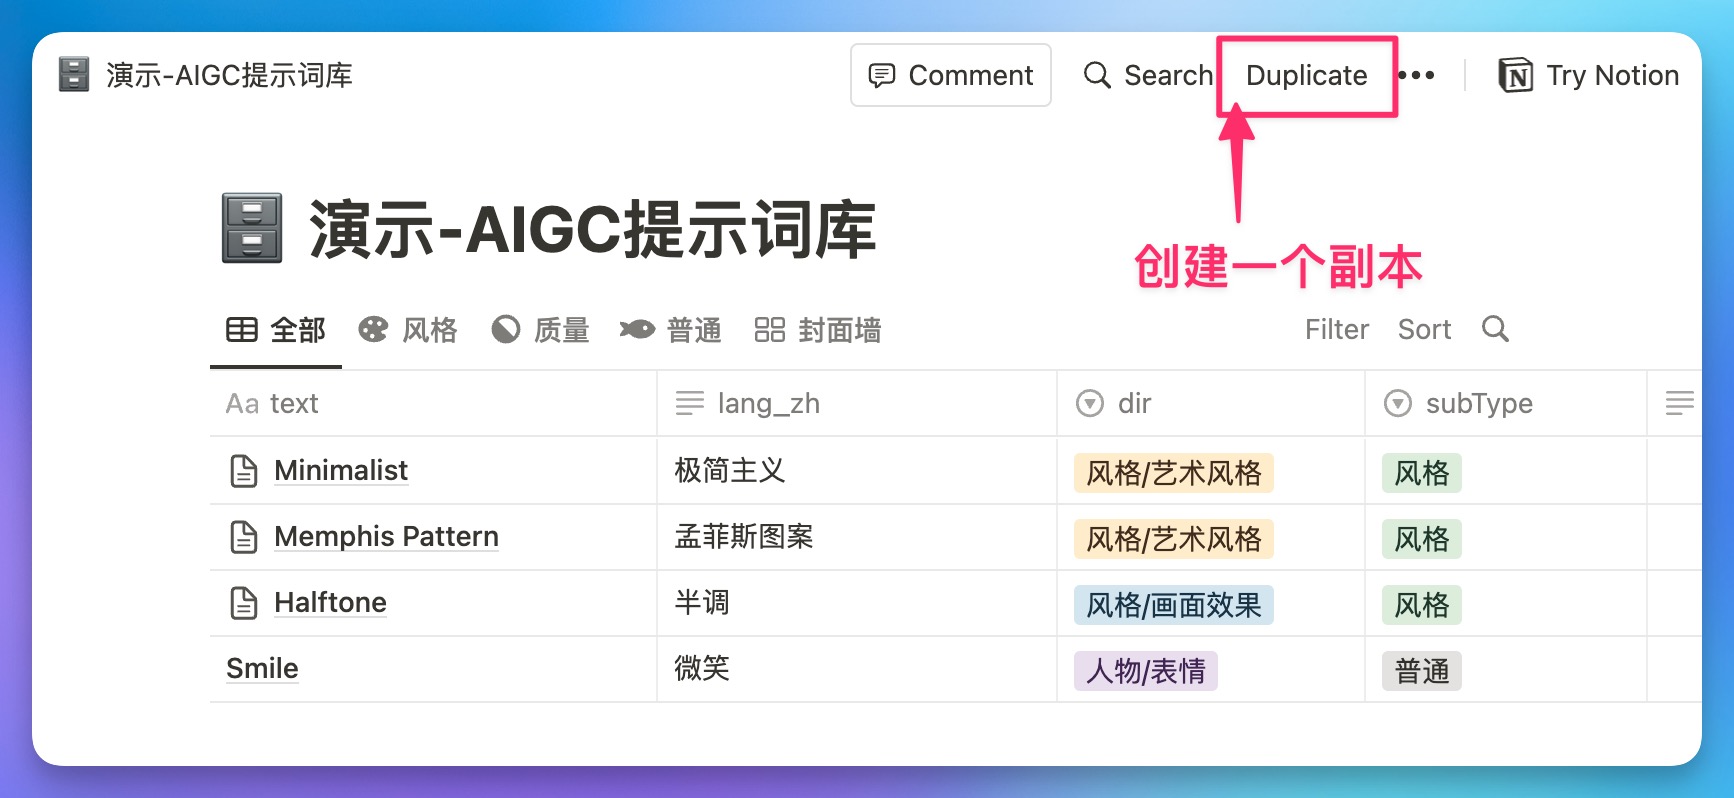 演示-AIGC提示词库 Comment Search Duplicate ••• Try Notion
演示-AIGC提示词库
创建一个副本
全部 风格 质量 普通 封面墙 Filter Sort
Aa text lang_zh dir subType
Minimalist 极简主义 风格/艺术风格 风格
Memphis Pattern 孟菲斯图案 风格/艺术风格 风格
Halftone 半调 风格/画面效果 风格
Smile 微笑 人物/表情 普通